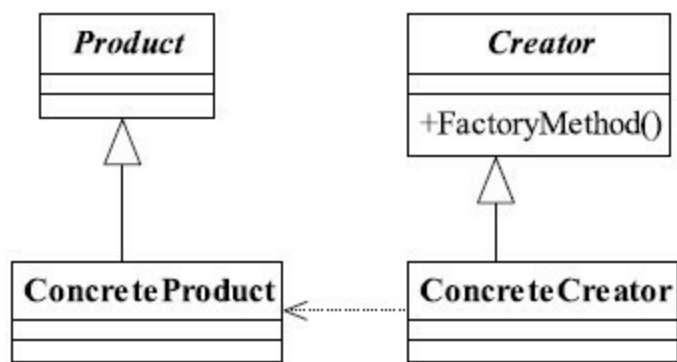 Product
Creator
+FactoryMethod()
ConcreteProduct
ConcreteCreator